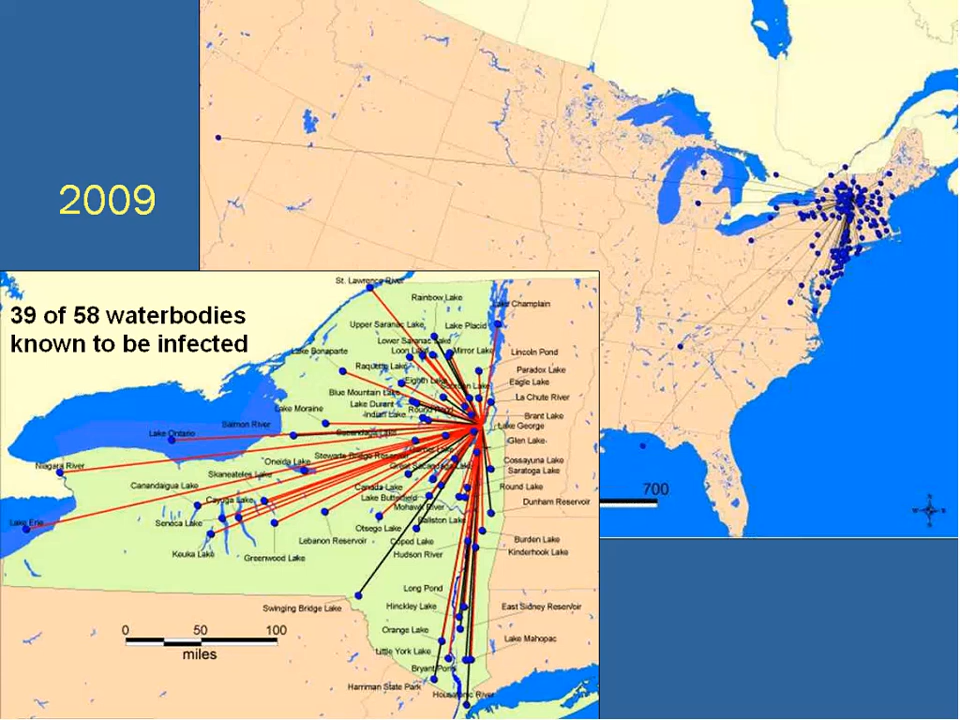 2009
39 of 58 waterbodies
known to be infected
St. Lawrence River
Rainbow Lake
Lake Champlain
Upper Saranac Lake
Lake Placid
Lower Saranac Lake
Lake Bonaparte
Loon Lake
Mirror Lake
Lincoln Pond
Raquette Lake
Paradox Lake
Eighth Lake
Eagle Lake
Blue Mountain Lake
La Chute River
Lake Durant
Lake Moraine
Indian Lake
Round Pond
Brant Lake
Salmon River
Lake George
Lake Ontario
Sacandaga Lake
Glen Lake
Stewarts Bridge Reservoir
Oneida Lake
Cossayuna Lake
Niagara River
Great Sacandaga Lake
Saratoga Lake
Skaneateles Lake
Canandaigua Lake
Canada Lake
Round Lake
Cayuga Lake
Lake Butterfield
Dunham Reservoir
Mohawk River
Lake Erie
Seneca Lake
Ballston Lake
Otsego Lake
Lebanon Reservoir
Coped Lake
Burden Lake
Keuka Lake
Greenwood Lake
Hudson River
Kinderhook Lake
Long Pond
Swinging Bridge Lake
Hinckley Lake
East Sidney Reservoir
Orange Lake
Lake Mahopac
Little York Lake
Bryant Pond
Harriman State Park
Housatonic River
0 50 100
miles
700
N
S
W
E